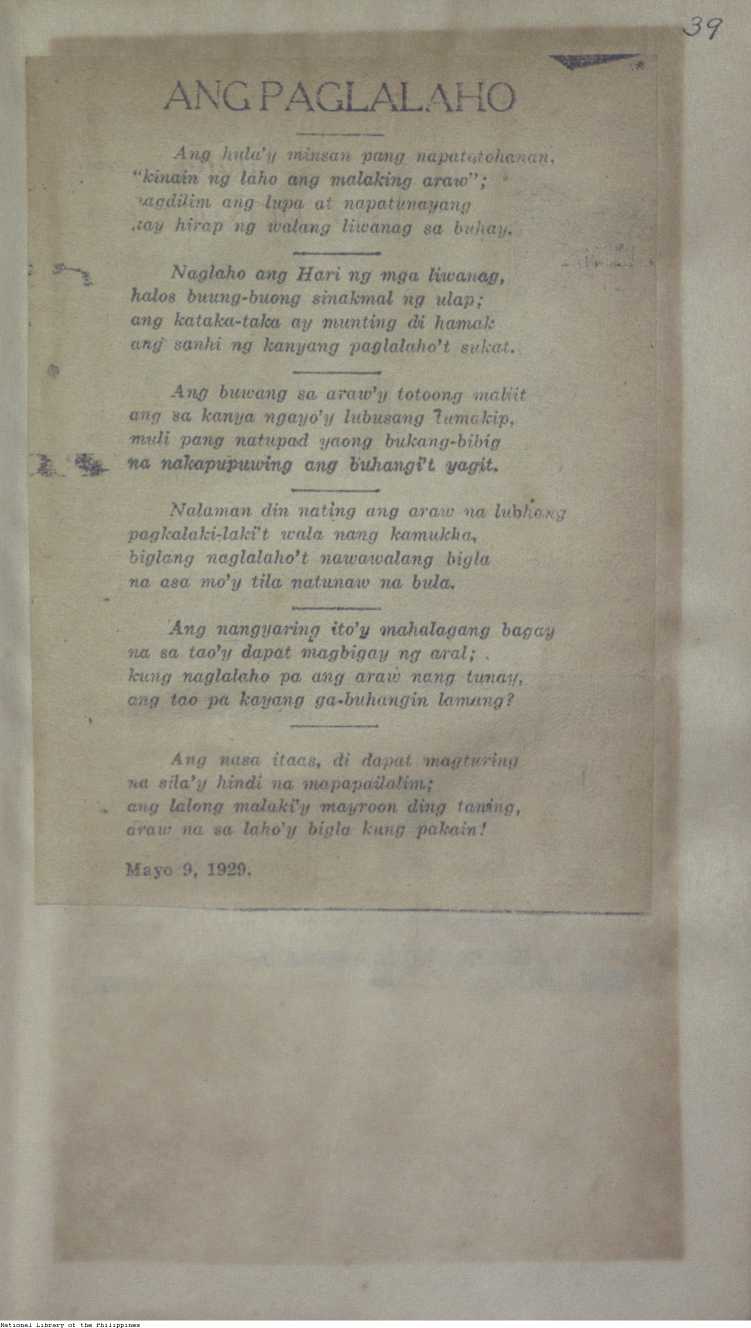 39
ANG PAGLALAHO
Ang hula'y minsan pang napatotohanan,
"kinain ng laho ang malaking araw";
nagdilim ang lupa at napatunayang
may hirap ng walang liwanag sa buhay.
Naglaho ang Hari ng mga liwanag,
halos buung-buong sinakmal ng ulap;
ang kataka-taka ay munting di hamak
ang sanhi ng kanyang paglalaho't sukat.
Ang buwang sa araw'y totoong maliit
ang sa kanya ngayo'y lubusang tumakip,
muli pang natupad yaong bukang-bibig
na nakapupuwing ang buhangi't yagit.
Nalaman din nating ang araw na lubhang
pagkalaki-laki't wala nang kamukha,
biglang naglalaho't nawawalang bigla
na asa mo'y tila natunaw na bula.
Ang nangyaring ito'y mahalagang bagay
na sa tao'y dapat magbigay ng aral;
kung naglalaho pa ang araw nang tunay,
ang tao pa kayang ga-buhangin lamang?
Ang nasa itaas, di dapat magturing
na sila'y hindi na mapapailalim;
ang lalong malaki'y mayroon ding taning,
araw na sa laho'y bigla kung pakain!
Mayo 9, 1929.
National Library of the Philippines